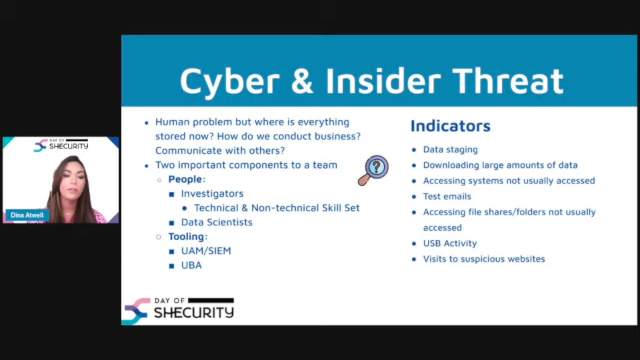 Cyber & Insider Threat
• Human problem but where is everything
stored now? How do we conduct business?
Communicate with others?
• Two important components to a team
○ People:
■ Investigators
• Technical & Non-technical Skill Set
■ Data Scientists
○ Tooling:
■ UAM/SIEM
■ UBA
Indicators
• Data staging
• Downloading large amounts of data
• Accessing systems not usually accessed
• Test emails
• Accessing file shares/folders not usually
accessed
• USB Activity
• Visits to suspicious websites
DAY OF
SHECURITY
Dina Atwell
DAY OF
SHECURITY